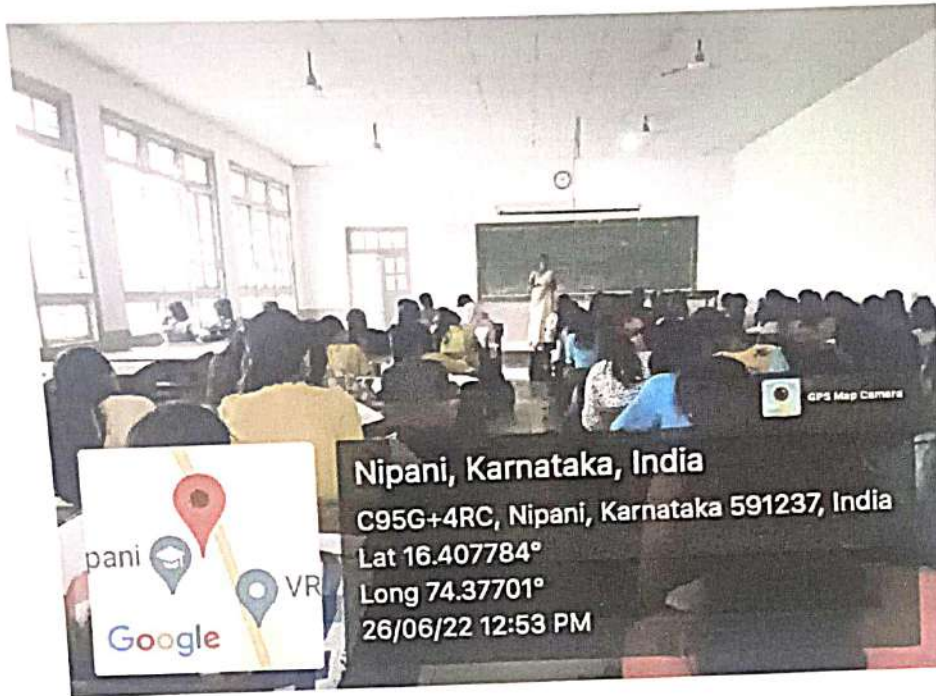 GPS Map Camera
Nipani, Karnataka, India
C95G+4RC, Nipani, Karnataka 591237, India
Lat 16.407784°
Long 74.37701°
26/06/22 12:53 PM
pani
VR
Google